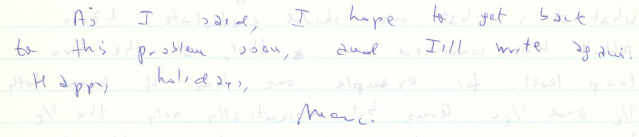 As I said, I hope to get back
to this problem soon, and I'll write again.
Happy holidays,
Marc.